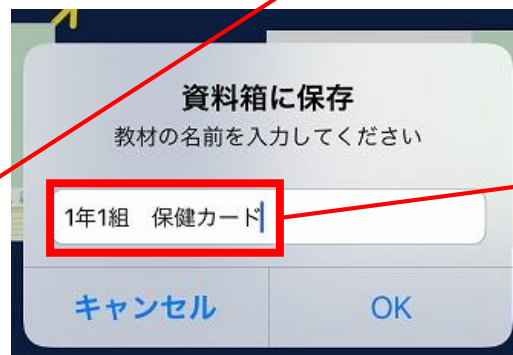 資料箱に保存
教材の名前を入力してください
1年1組　保健カード
キャンセル
OK